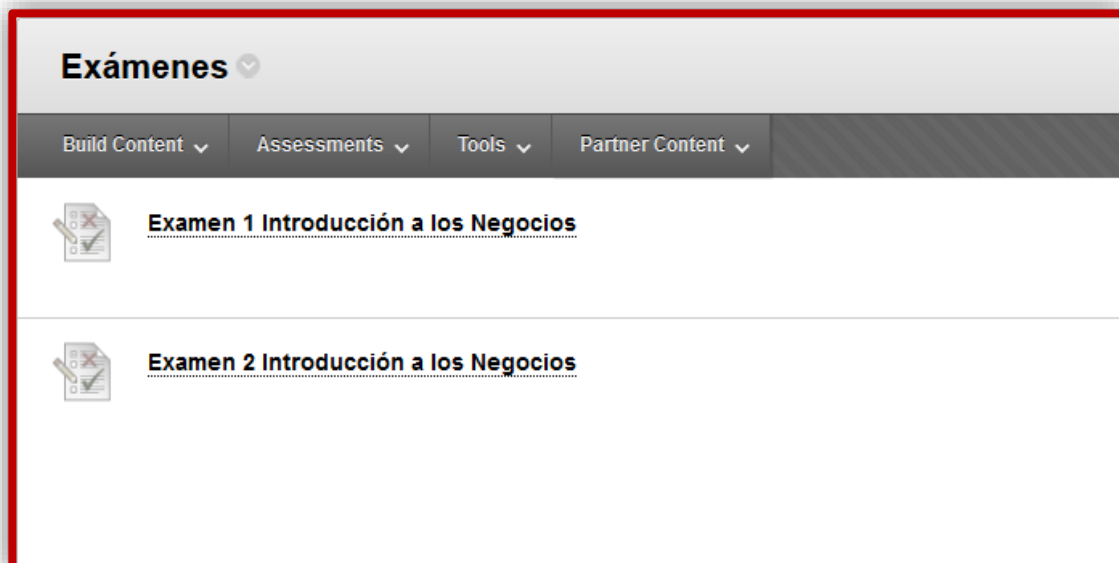 Exámenes
Build Content Assessments Tools Partner Content
Examen 1 Introducción a los Negocios
Examen 2 Introducción a los Negocios